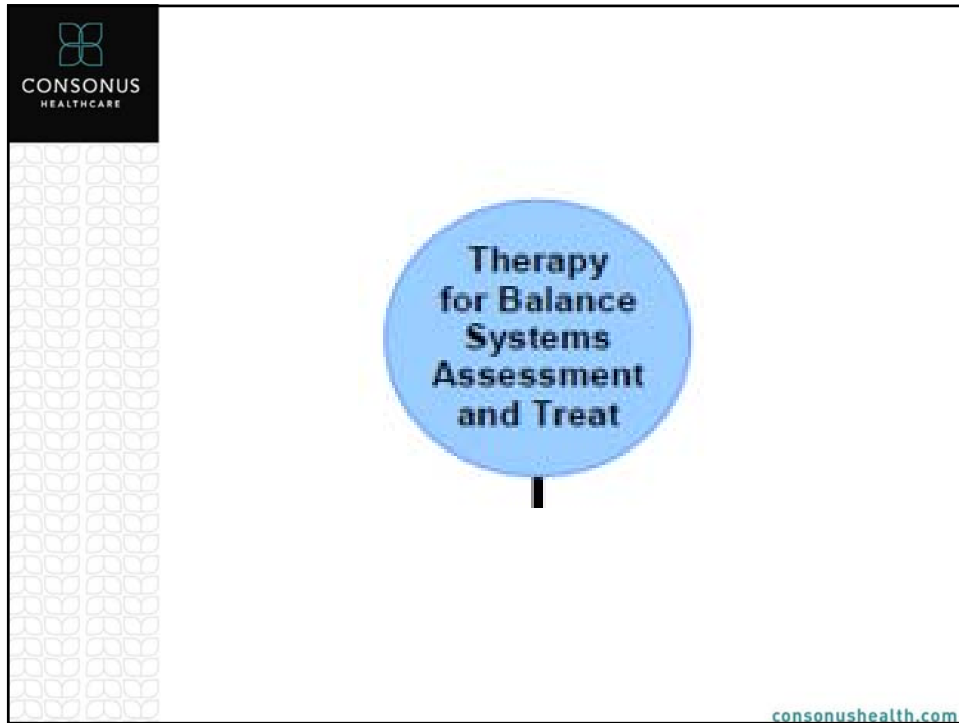 CONSONUS
HEALTHCARE
Therapy
for Balance
Systems
Assessment
and Treat
consonushealth.com